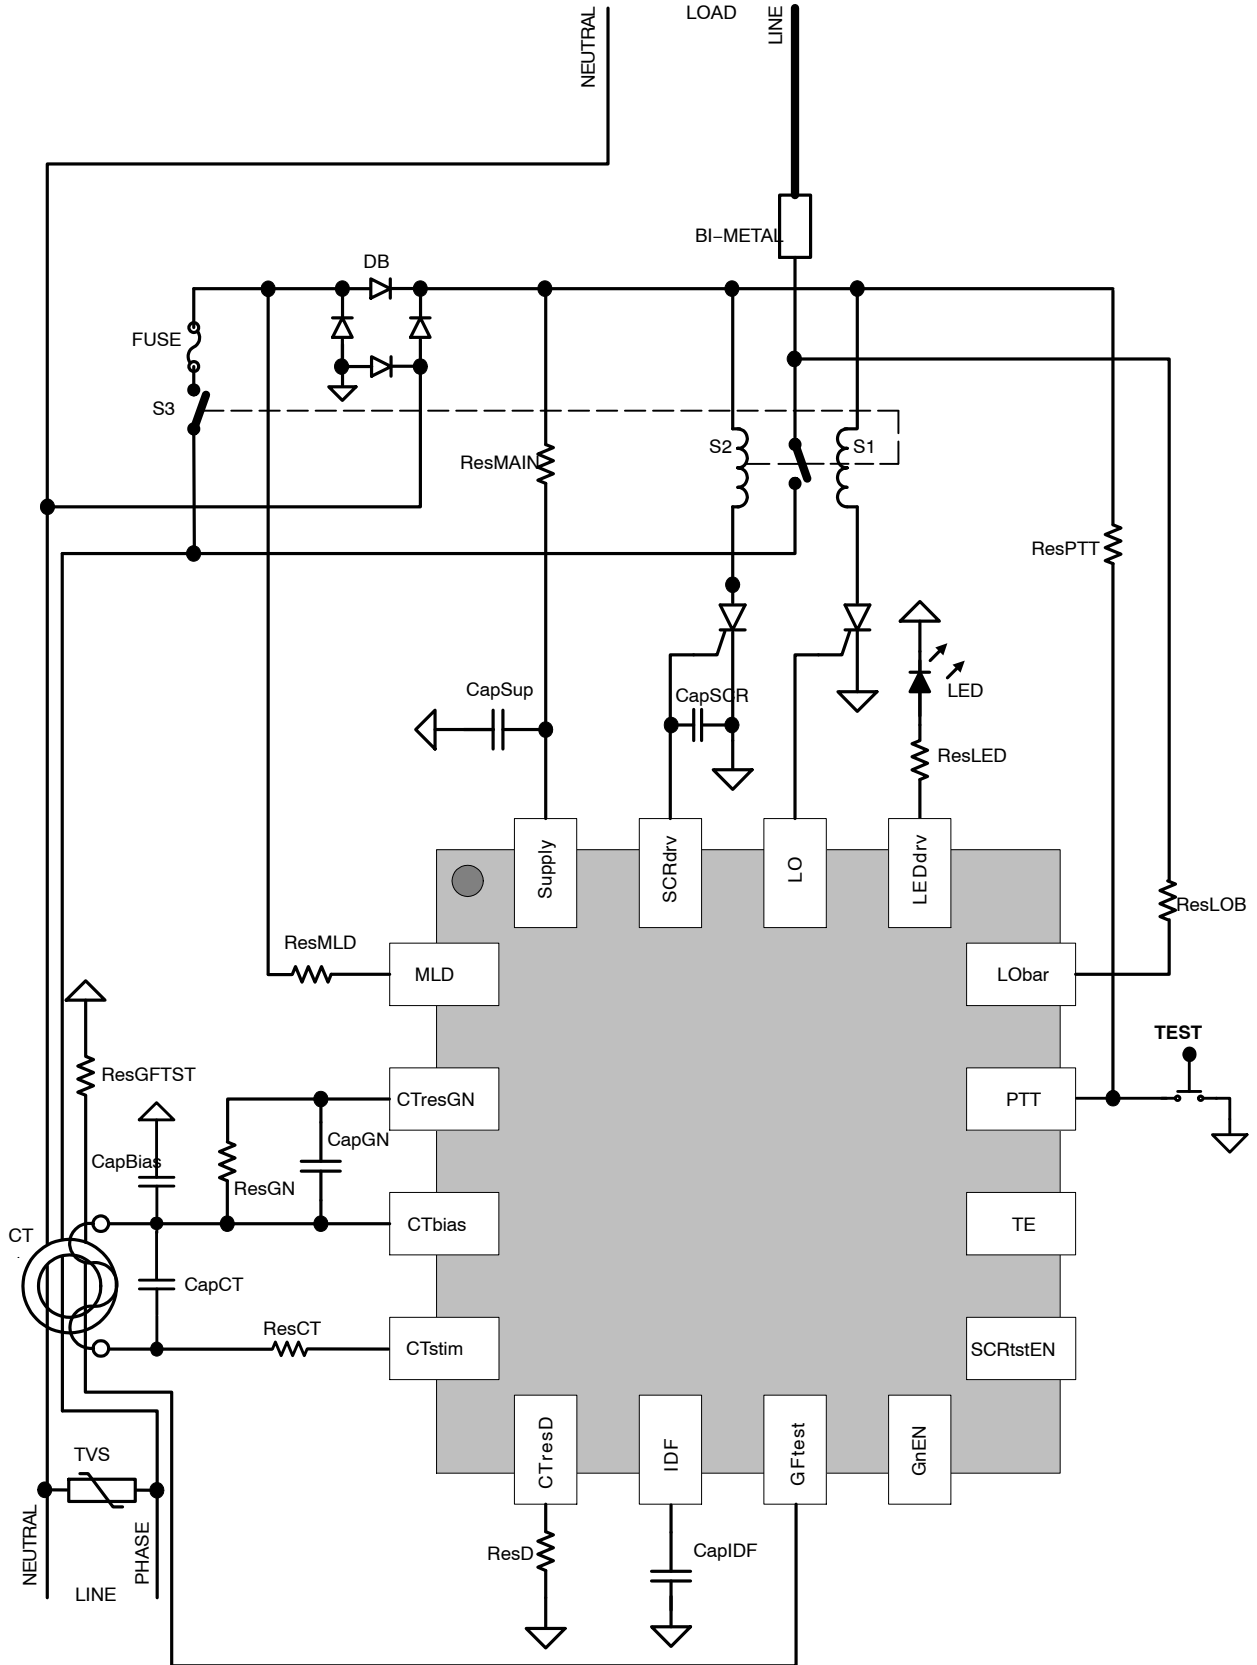 LOAD
NEUTRAL
LINE
BI−METAL
DB
FUSE
S3
S2
S1
ResMAIN
ResPTT
CapSup
CapSCR
LED
ResLED
ResLOB
Supply
SCRdrv
LO
LEDdrv
ResMLD
MLD
LObar
TEST
ResGFTST
CTresGN
PTT
CapGN
CapBias
ResGN
CTbias
TE
CT
CapCT
ResCT
CTstim
SCRtstEN
CTresD
IDF
GFtest
GnEN
TVS
NEUTRAL
PHASE
LINE
ResD
CapIDF